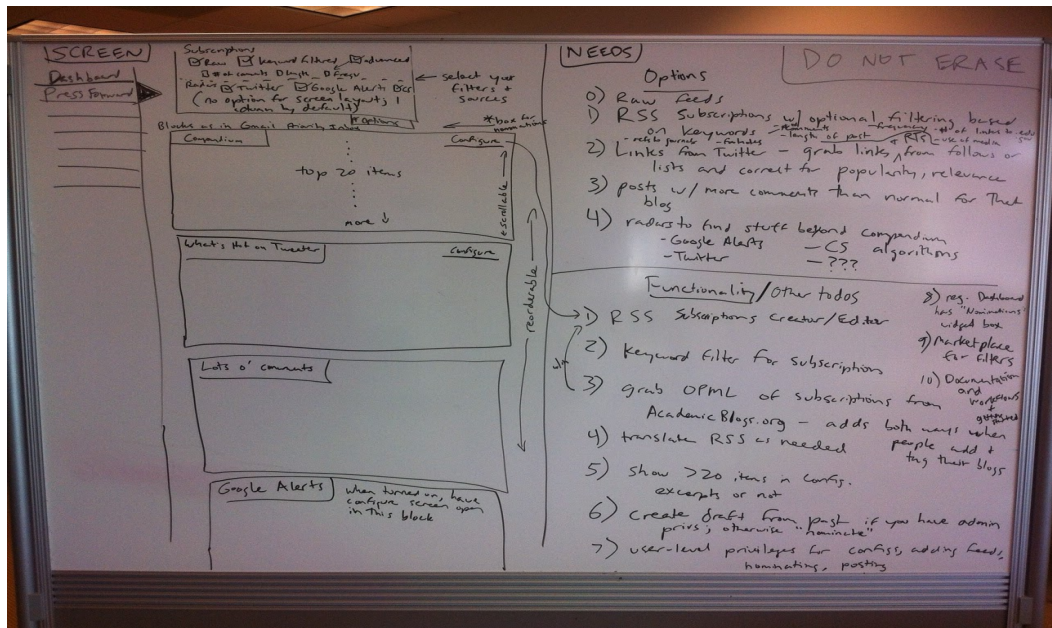 SCREEN
Dashboard
PressForward
Subscriptions
Raw Keyword filtered advanced
# of comments Length Freq.
Radar: Twitter Google Alerts
(no option for screen layout, 1
column by default)
options
← select your
filters +
sources
* box for
nominations
Blocks as in Gmail Priority Inbox
Compendium
Configure
top 20 items
more ↓
scrollable
reorderable
What's Hot on Tweeter
Configure
Lots o' comments
Google Alerts
when turned on, have
configure screen open
in this block
NEEDS
DO NOT ERASE
Options
0) Raw feeds
1) RSS Subscriptions w/ optional filtering based
on keywords
- length of post
- use of media
2) Links from Twitter - grab links, from follows or
RTs
lists and correct for popularity, relevance
3) posts w/ more comments than normal for that
blog
4) radars to find stuff beyond compendium
- Google Alerts
- Twitter
- CS algorithms
- ???
Functionality/Other todos
1) RSS Subscriptions Creator/Editor
2) Keyword filter for subscription
3) grab OPML of subscriptions from
AcademicBlogs.org - adds both ways when
people add +
tag their blogs
4) translate RSS as needed
5) show >20 items in config.
excerpts or not
6) create draft from post if you have admin
privs; otherwise "nominate"
7) user-level privileges for configs, adding feeds,
nominating, posting
8) reg. Dashboard
has "Nominations"
widget box
9) Marketplace
for filters
10) Documentation
and
workflows
+